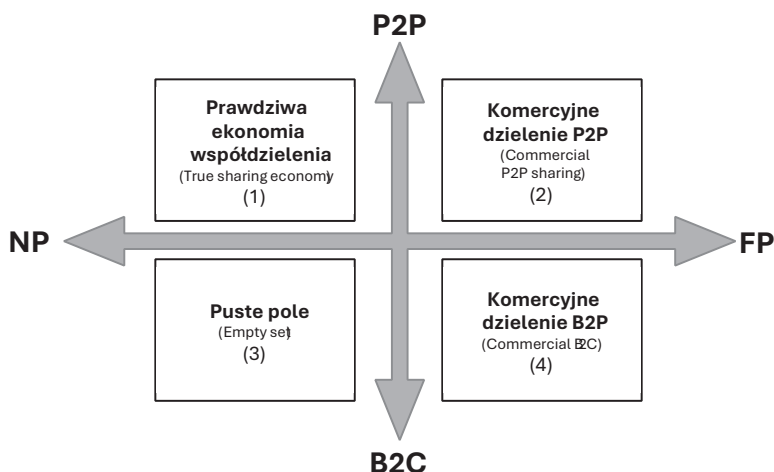 P2P
Prawdziwa
ekonomia
współdzielenia
(True sharing economy)
(1)
Komercyjne
dzielenie P2P
(Commercial
P2P sharing)
(2)
NP
FP
Puste pole
(Empty set)
(3)
Komercyjne
dzielenie B2P
(Commercial B2C)
(4)
B2C